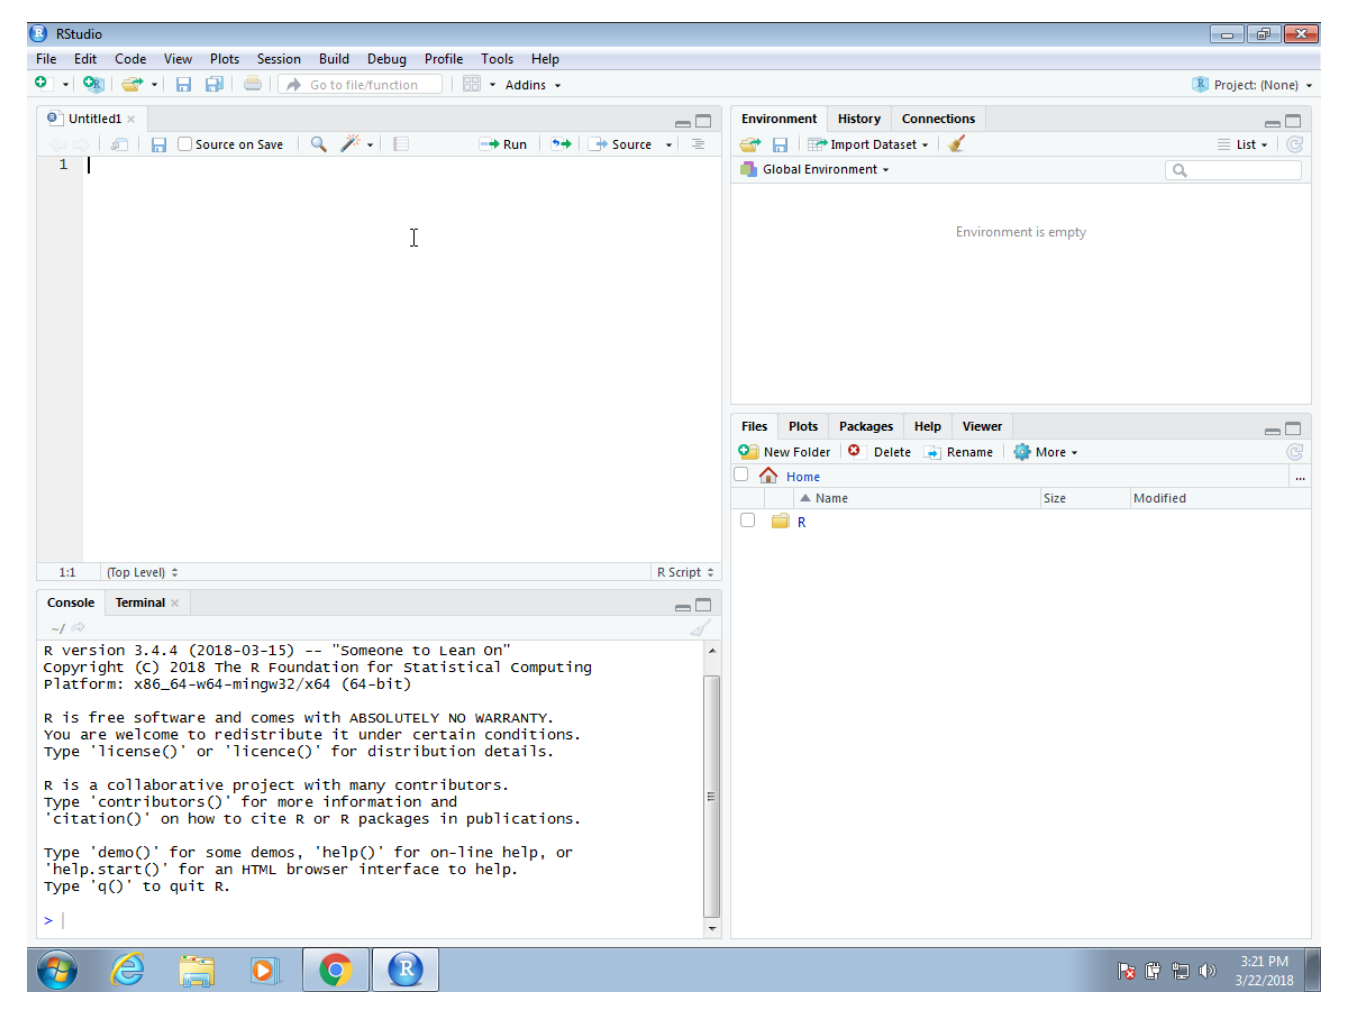 RStudio
File Edit Code View Plots Session Build Debug Profile Tools Help
Go to file/function Addins Project: (None)
Untitled1
Source on Save Run Source
1
1:1 (Top Level) R Script
Console Terminal
~/
R version 3.4.4 (2018-03-15) -- "Someone to Lean On"
Copyright (C) 2018 The R Foundation for Statistical Computing
Platform: x86_64-w64-mingw32/x64 (64-bit)
R is free software and comes with ABSOLUTELY NO WARRANTY.
You are welcome to redistribute it under certain conditions.
Type 'license()' or 'licence()' for distribution details.
R is a collaborative project with many contributors.
Type 'contributors()' for more information and
'citation()' on how to cite R or R packages in publications.
Type 'demo()' for some demos, 'help()' for on-line help, or
'help.start()' for an HTML browser interface to help.
Type 'q()' to quit R.
>
Environment History Connections
Import Dataset List
Global Environment
Environment is empty
Files Plots Packages Help Viewer
New Folder Delete Rename More
Home ...
Name Size Modified
R
3:21 PM
3/22/2018